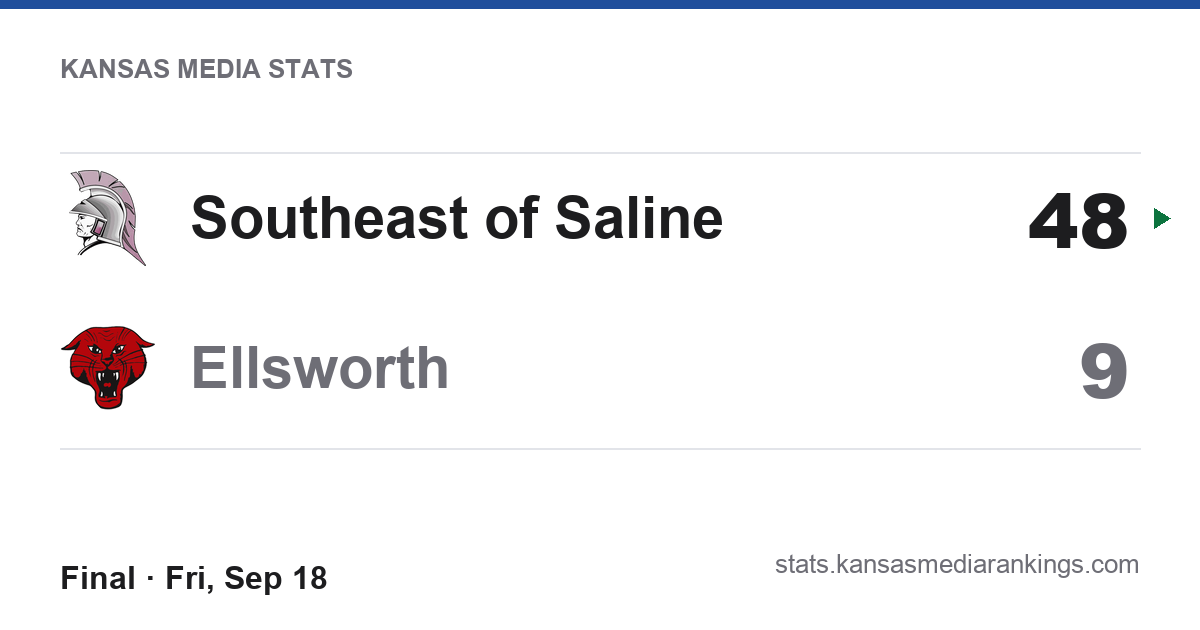 KANSAS MEDIA STATS
Southeast of Saline 48
Ellsworth 9
Final · Fri, Sep 18
stats.kansasmediarankings.com